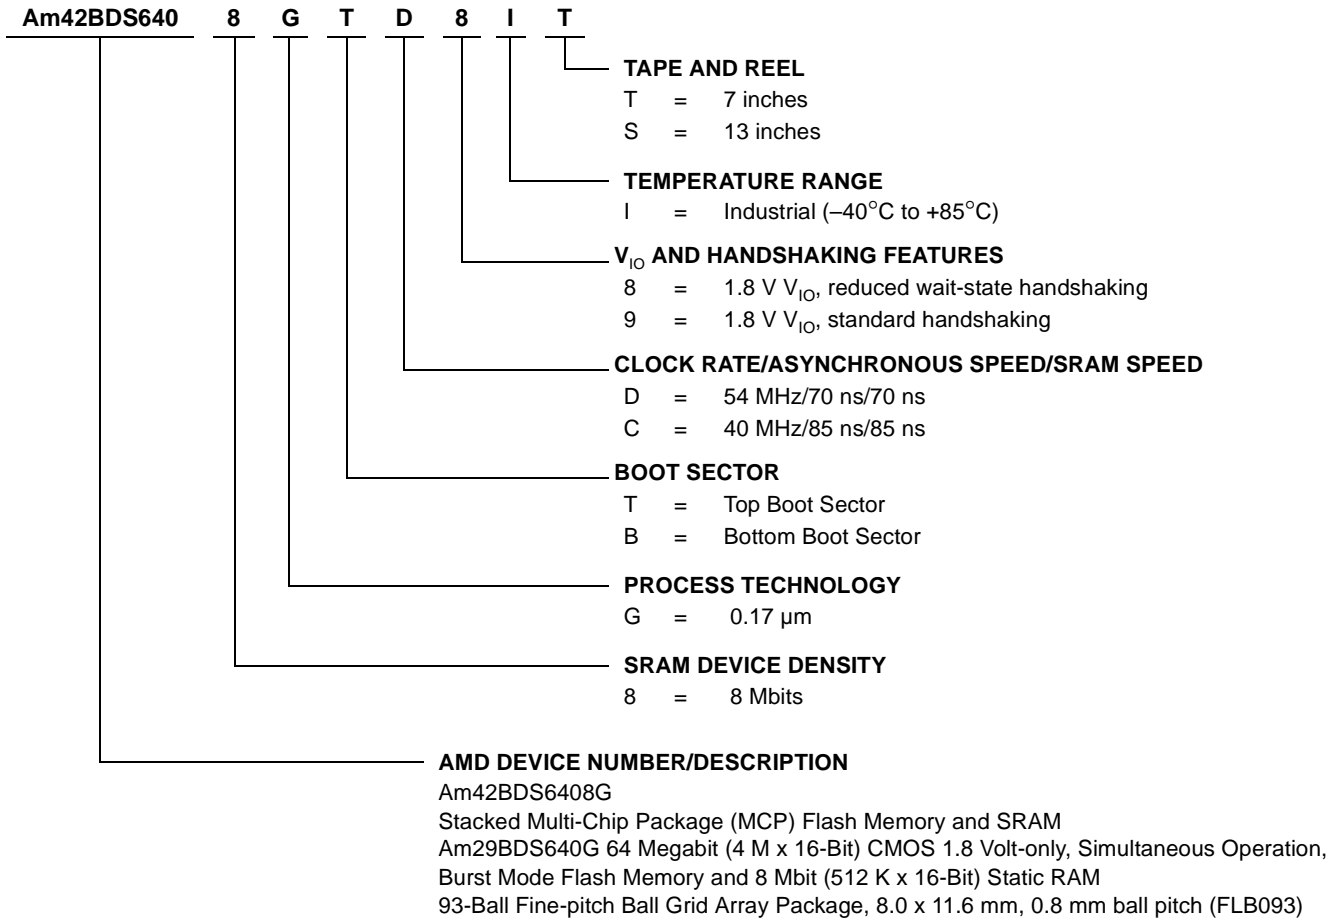 Am42BDS640 8 G T D 8 I T
TAPE AND REEL
T = 7 inches
S = 13 inches
TEMPERATURE RANGE
I = Industrial (–40°C to +85°C)
VIO AND HANDSHAKING FEATURES
8 = 1.8 V VIO, reduced wait-state handshaking
9 = 1.8 V VIO, standard handshaking
CLOCK RATE/ASYNCHRONOUS SPEED/SRAM SPEED
D = 54 MHz/70 ns/70 ns
C = 40 MHz/85 ns/85 ns
BOOT SECTOR
T = Top Boot Sector
B = Bottom Boot Sector
PROCESS TECHNOLOGY
G = 0.17 µm
SRAM DEVICE DENSITY
8 = 8 Mbits
AMD DEVICE NUMBER/DESCRIPTION
Am42BDS6408G
Stacked Multi-Chip Package (MCP) Flash Memory and SRAM
Am29BDS640G 64 Megabit (4 M x 16-Bit) CMOS 1.8 Volt-only, Simultaneous Operation,
Burst Mode Flash Memory and 8 Mbit (512 K x 16-Bit) Static RAM
93-Ball Fine-pitch Ball Grid Array Package, 8.0 x 11.6 mm, 0.8 mm ball pitch (FLB093)